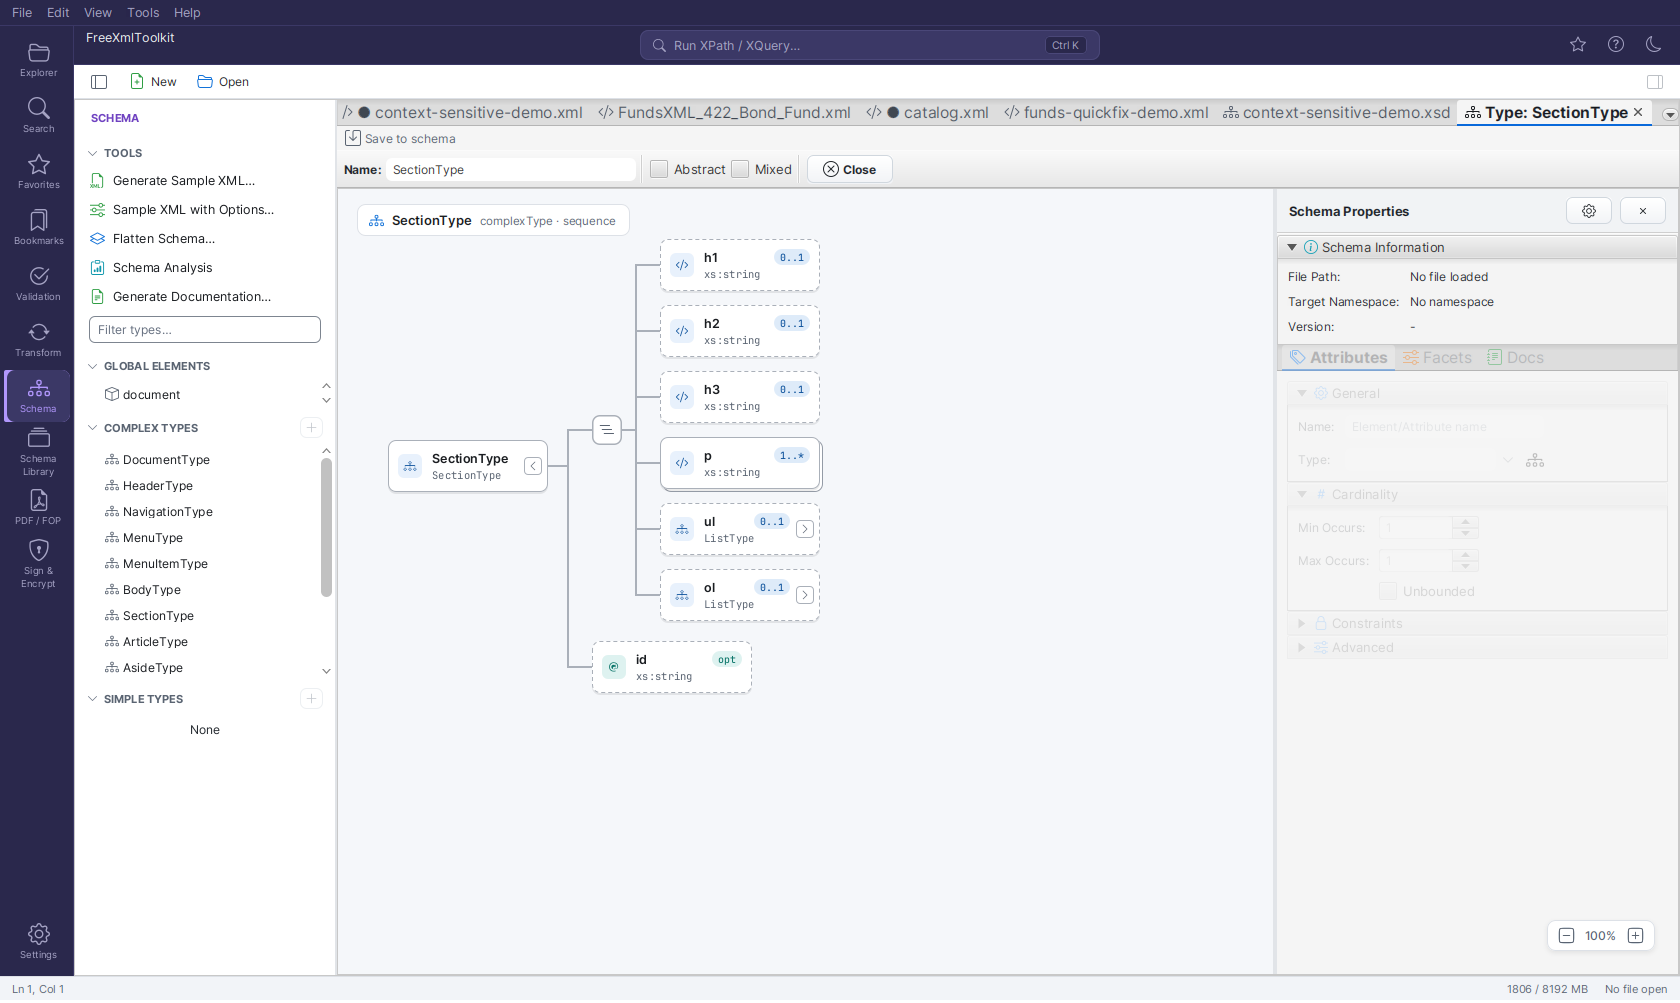 File Edit View Tools Help
FreeXmlToolkit
Run XPath / XQuery... Ctrl K
Explorer
Search
Favorites
Bookmarks
Validation
Transform
Schema
Schema
Library
PDF / FOP
Sign &
Encrypt
Settings
New Open
SCHEMA
TOOLS
Generate Sample XML...
Sample XML with Options...
Flatten Schema...
Schema Analysis
Generate Documentation...
Filter types...
GLOBAL ELEMENTS
document
COMPLEX TYPES
DocumentType
HeaderType
NavigationType
MenuType
MenuItemType
BodyType
SectionType
ArticleType
AsideType
SIMPLE TYPES
None
context-sensitive-demo.xml FundsXML_422_Bond_Fund.xml catalog.xml funds-quickfix-demo.xml context-sensitive-demo.xsd Type: SectionType
Save to schema
Name: SectionType Abstract Mixed Close
SectionType complexType · sequence
SectionType
SectionType
h1 0..1
xs:string
h2 0..1
xs:string
h3 0..1
xs:string
p 1..*
xs:string
ul 0..1
ListType
ol 0..1
ListType
id opt
xs:string
Schema Properties
Schema Information
File Path: No file loaded
Target Namespace: No namespace
Version: -
Attributes Facets Docs
General
Name: Element/Attribute name
Type:
# Cardinality
Min Occurs: 1
Max Occurs: 1
Unbounded
Constraints
Advanced
100%
Ln 1, Col 1
1806 / 8192 MB No file open